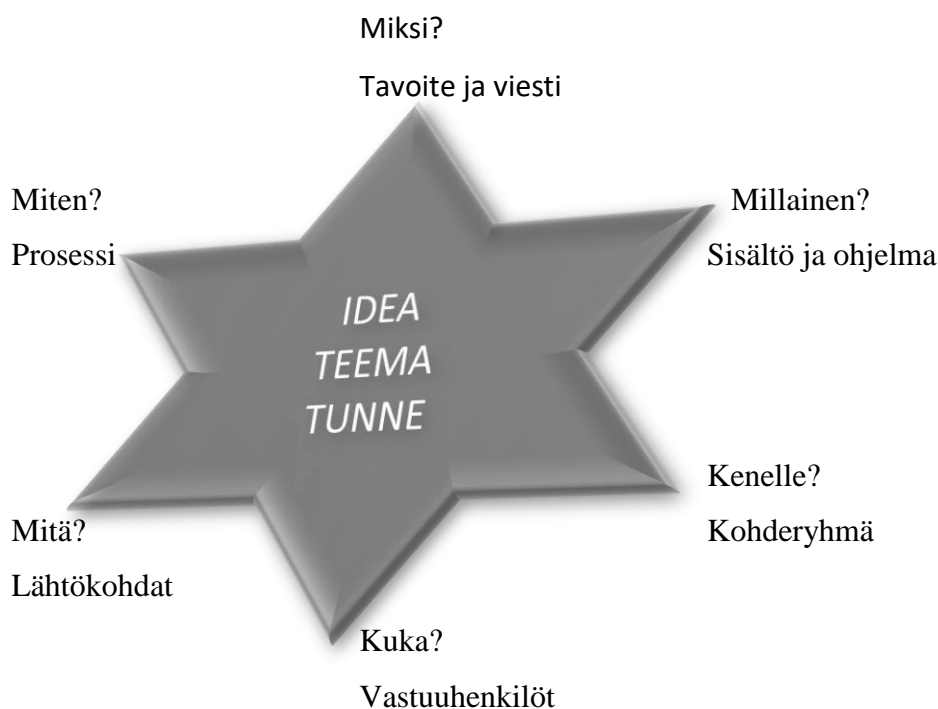 Miksi?
Tavoite ja viesti
Miten?
Prosessi
Millainen?
Sisältö ja ohjelma
IDEA
TEEMA
TUNNE
Kenelle?
Kohderyhmä
Mitä?
Lähtökohdat
Kuka?
Vastuuhenkilöt